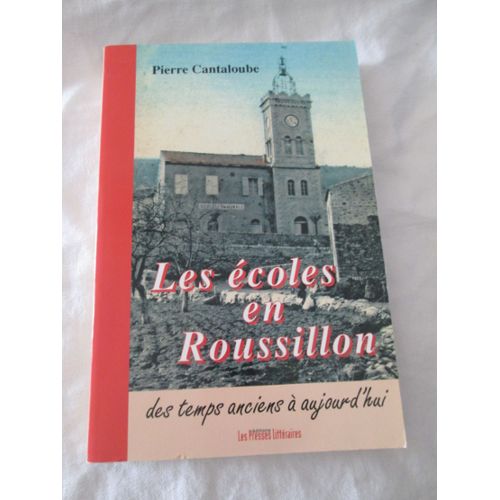 Pierre Cantaloube
Les écoles
en
Roussillon
des temps anciens à aujourd'hui
Les Presses Littéraires